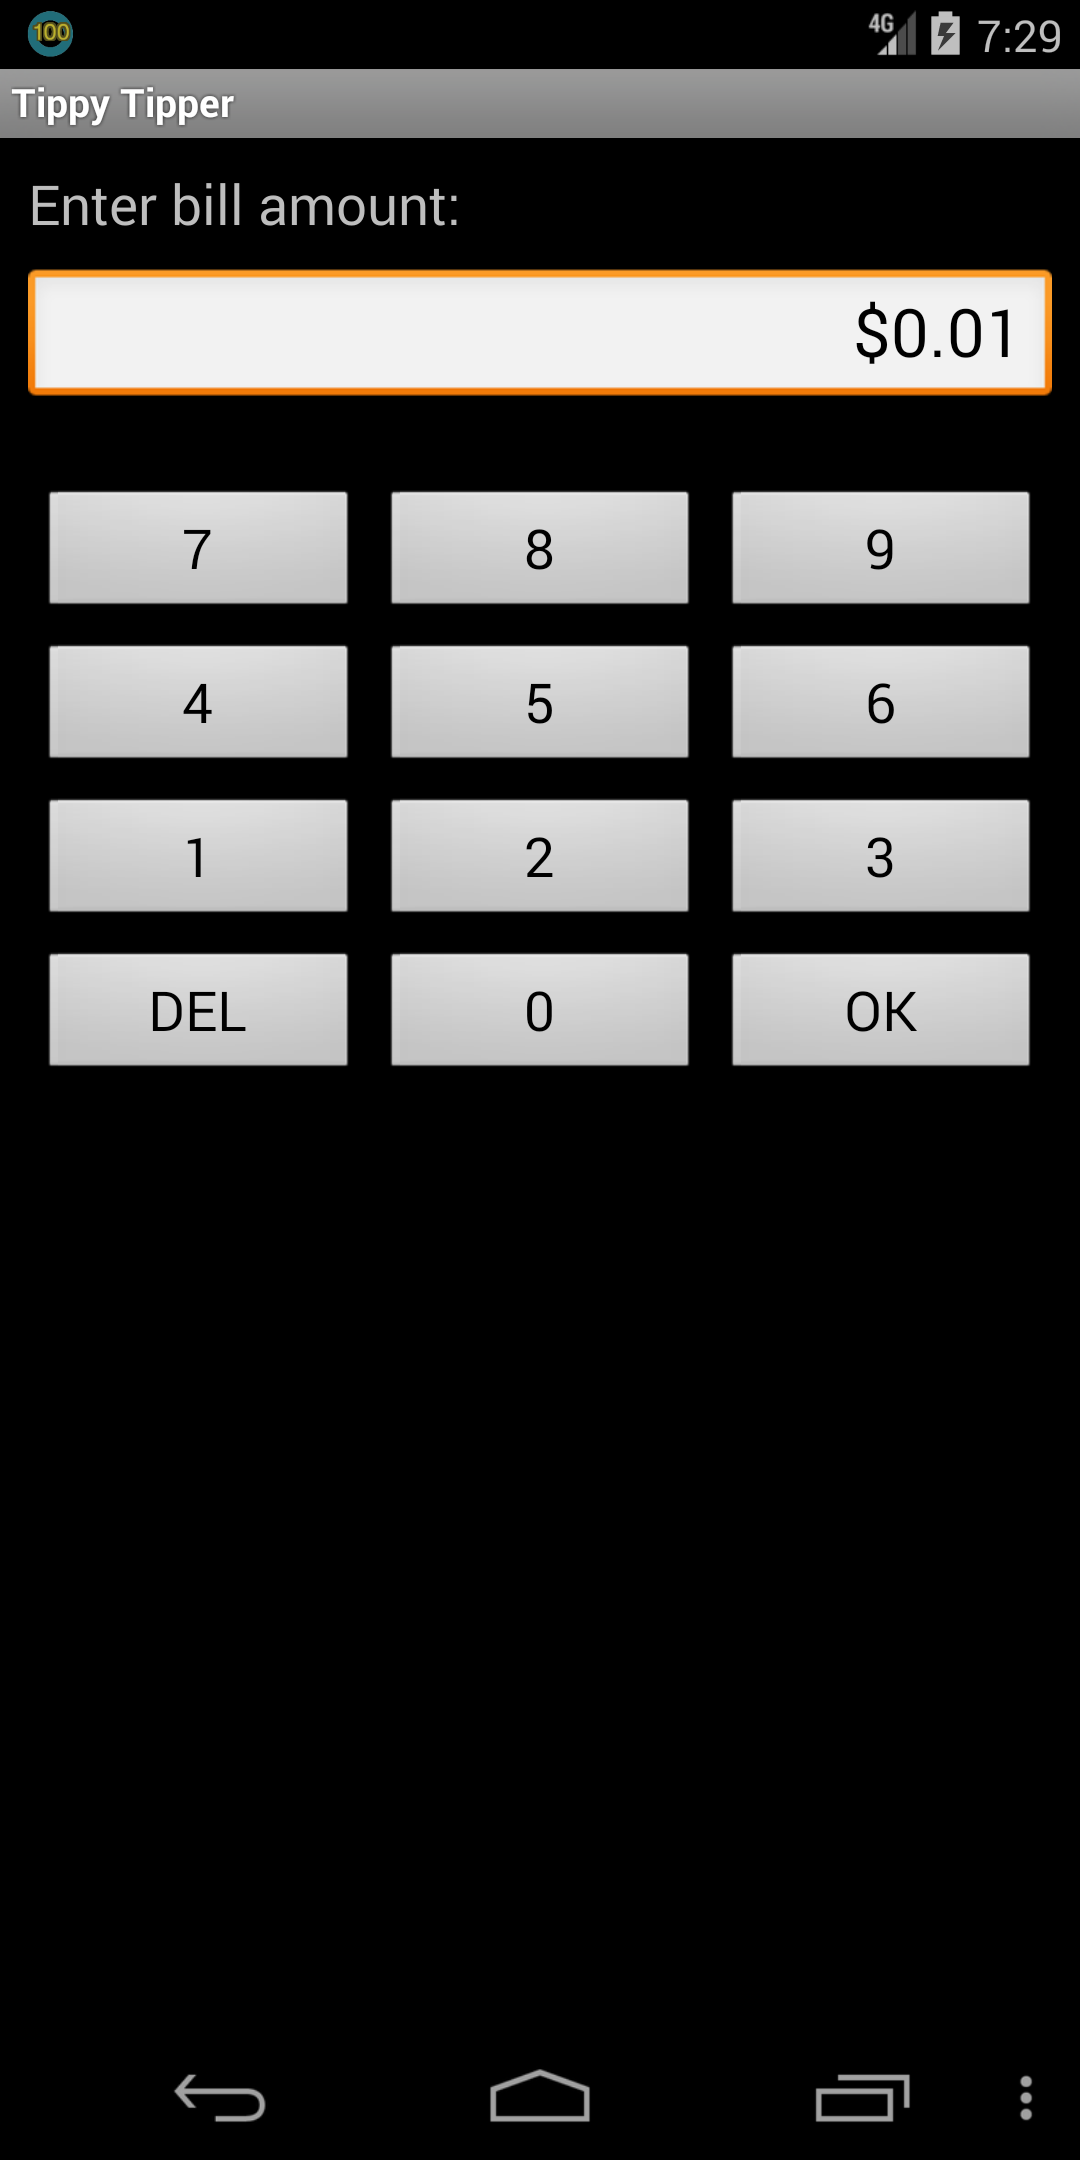 100 4G 7:29
Tippy Tipper
Enter bill amount:
$0.01
7 8 9
4 5 6
1 2 3
DEL 0 OK